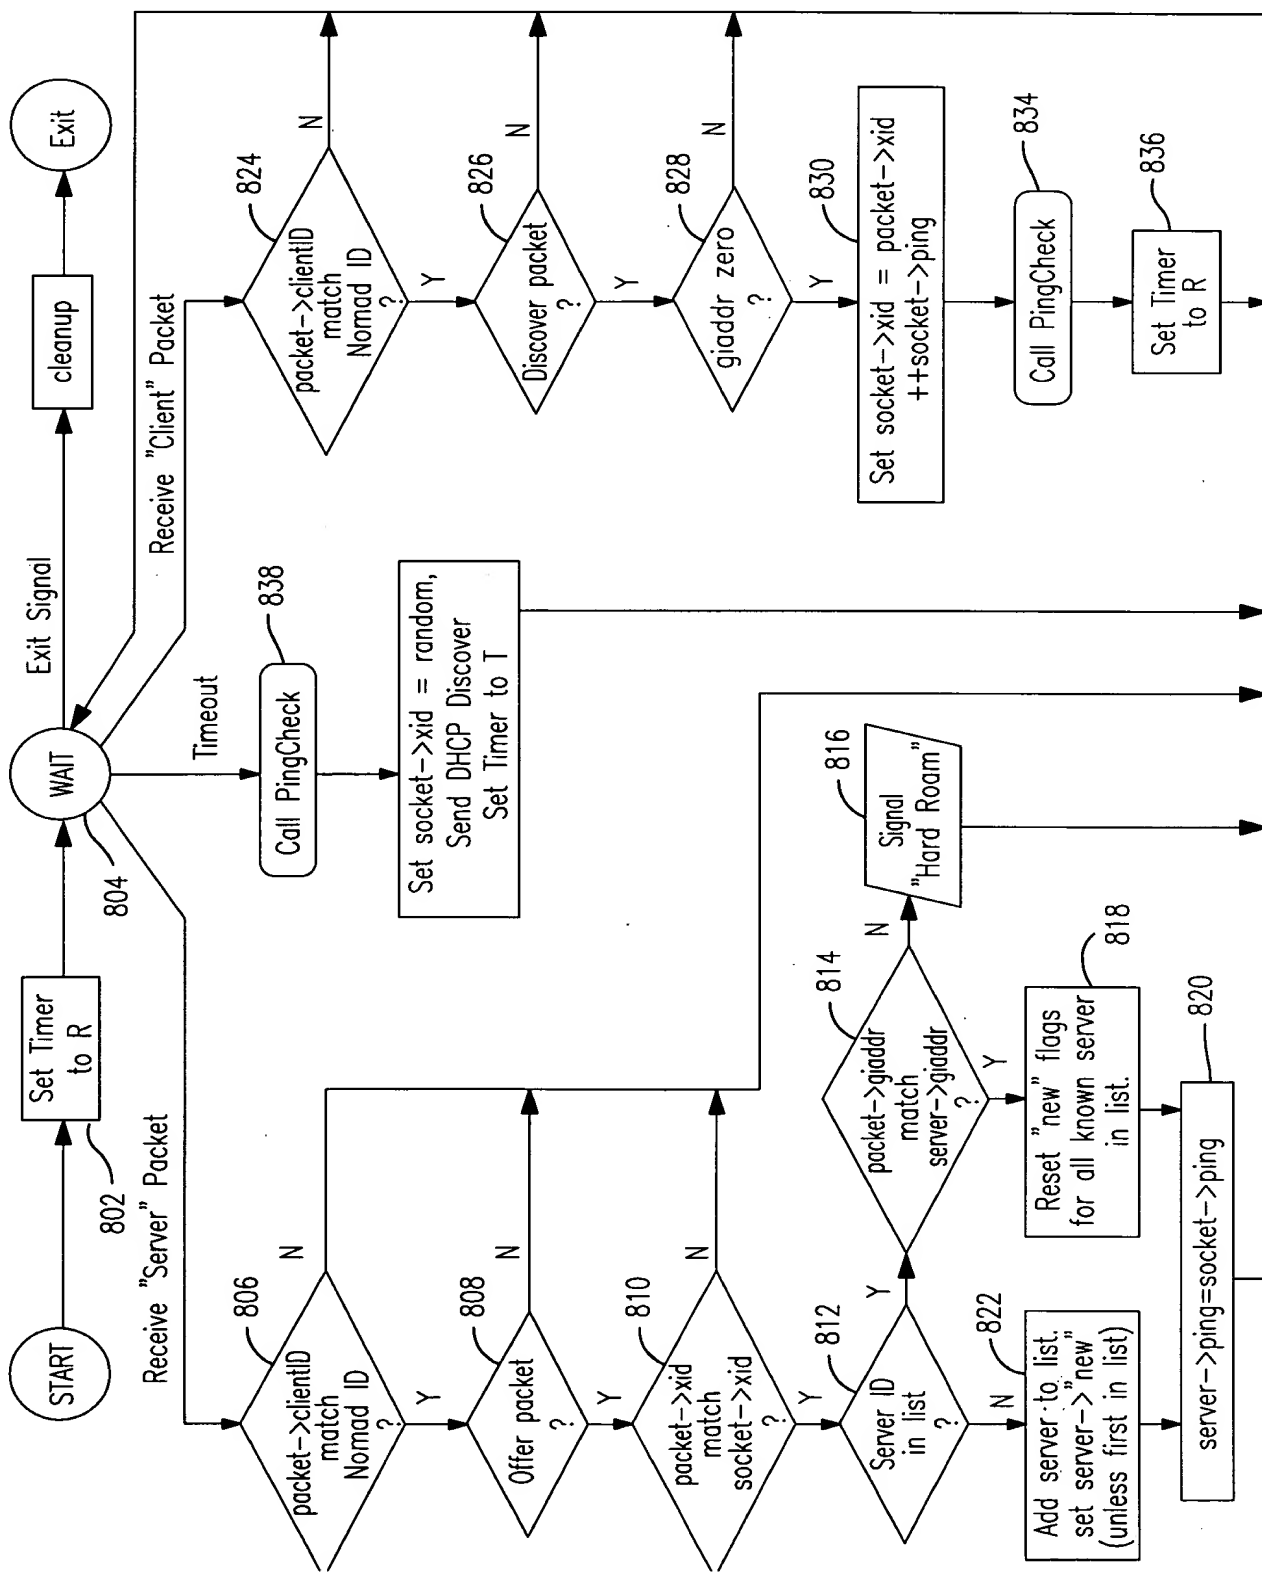 START
Set Timer
to R
802
WAIT
804
Exit Signal
cleanup
Exit
Receive "Server" Packet
Timeout
Receive "Client" Packet
packet->clientID
match
Nomad ID
?
806
N
Y
Offer packet
?
808
N
Y
packet->xid
match
socket->xid
?
810
N
Y
Server ID
in list
?
812
Y
N
packet->giaddr
match
server->giaddr
?
814
N
Y
Signal
"Hard Roam"
816
Add server to list.
set server->"new"
(unless first in list)
822
Reset "new" flags
for all known server
in list.
818
server->ping=socket->ping
820
Call PingCheck
838
Set socket->xid = random,
Send DHCP Discover
Set Timer to T
packet->clientID
match
Nomad ID
?
824
N
Y
Discover packet
?
826
N
Y
giaddr zero
?
828
N
Y
Set socket->xid = packet->xid
++socket->ping
830
Call PingCheck
834
Set Timer
to R
836